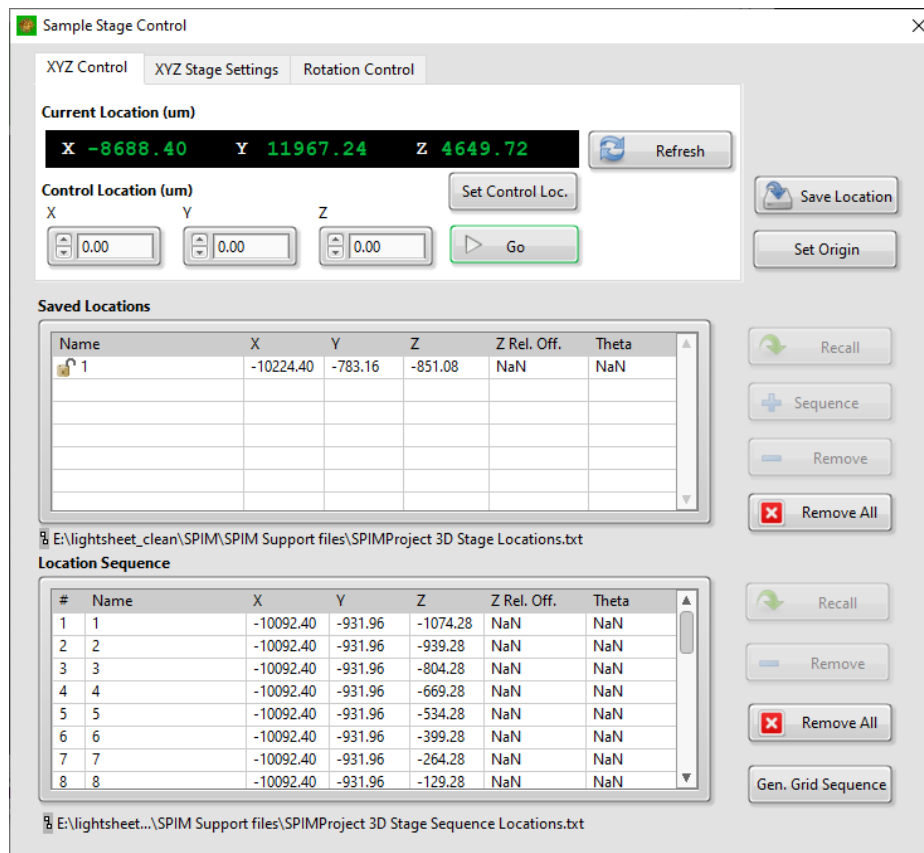 Sample Stage Control
XYZ Control XYZ Stage Settings Rotation Control
Current Location (um)
X -8688.40 Y 11967.24 Z 4649.72 Refresh
Control Location (um) Set Control Loc. Save Location
X Y Z
0.00 0.00 0.00 Go Set Origin
Saved Locations
Name X Y Z Z Rel. Off. Theta Recall
1 -10224.40 -783.16 -851.08 NaN NaN
Sequence
Remove
Remove All
E:\lightsheet_clean\SPIM\SPIM Support files\SPIMProject 3D Stage Locations.txt
Location Sequence
# Name X Y Z Z Rel. Off. Theta Recall
1 1 -10092.40 -931.96 -1074.28 NaN NaN
2 2 -10092.40 -931.96 -939.28 NaN NaN
3 3 -10092.40 -931.96 -804.28 NaN NaN Remove
4 4 -10092.40 -931.96 -669.28 NaN NaN
5 5 -10092.40 -931.96 -534.28 NaN NaN
6 6 -10092.40 -931.96 -399.28 NaN NaN Remove All
7 7 -10092.40 -931.96 -264.28 NaN NaN
8 8 -10092.40 -931.96 -129.28 NaN NaN Gen. Grid Sequence
E:\lightsheet...\SPIM Support files\SPIMProject 3D Stage Sequence Locations.txt